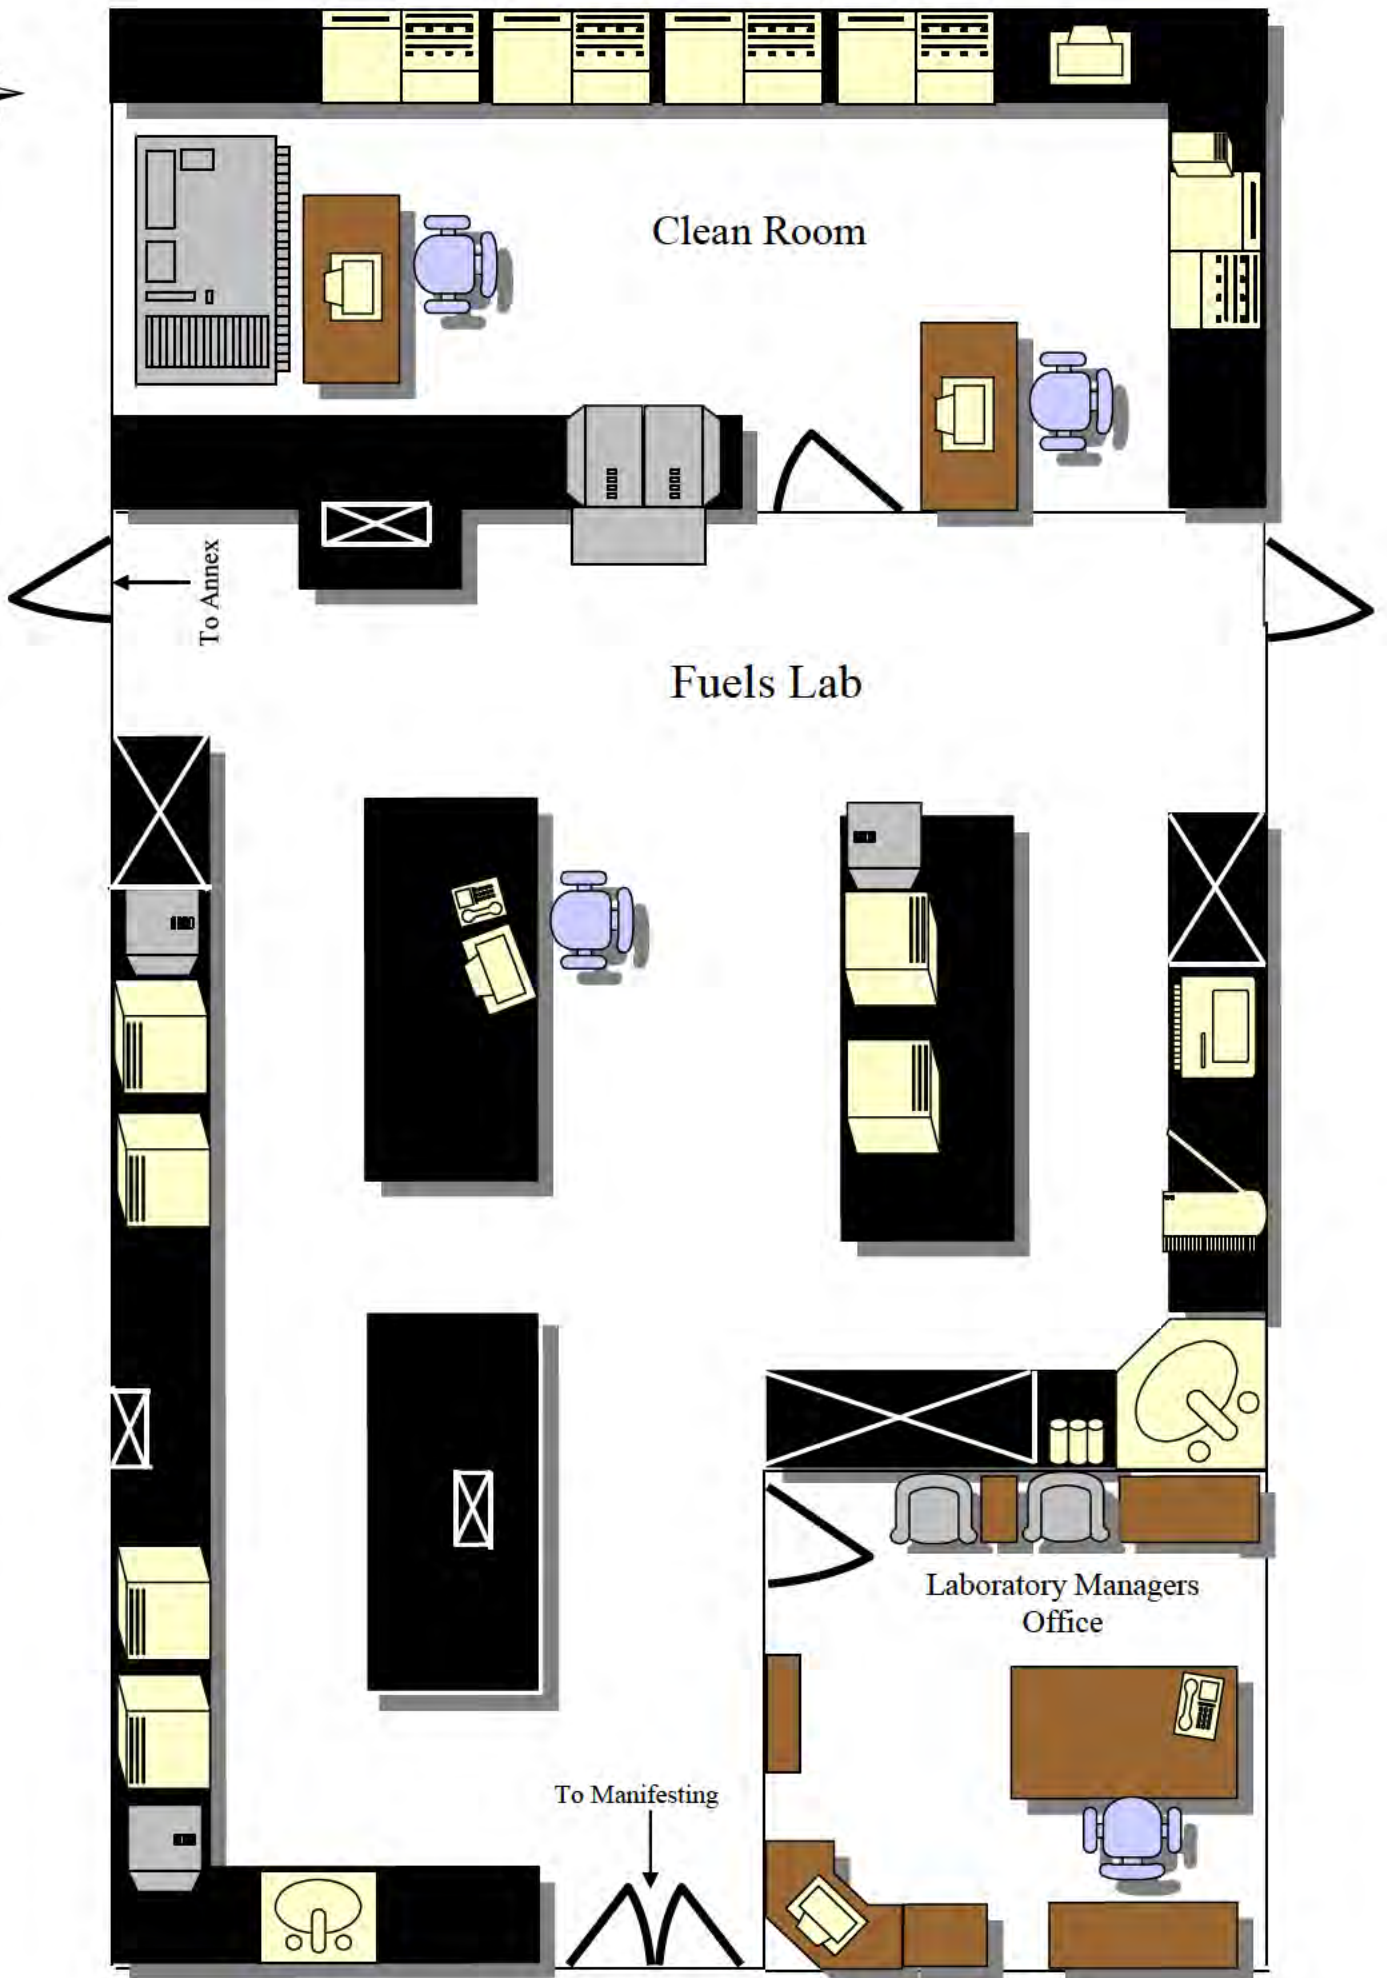 Clean Room
To Annex
Fuels Lab
Laboratory Managers
Office
To Manifesting